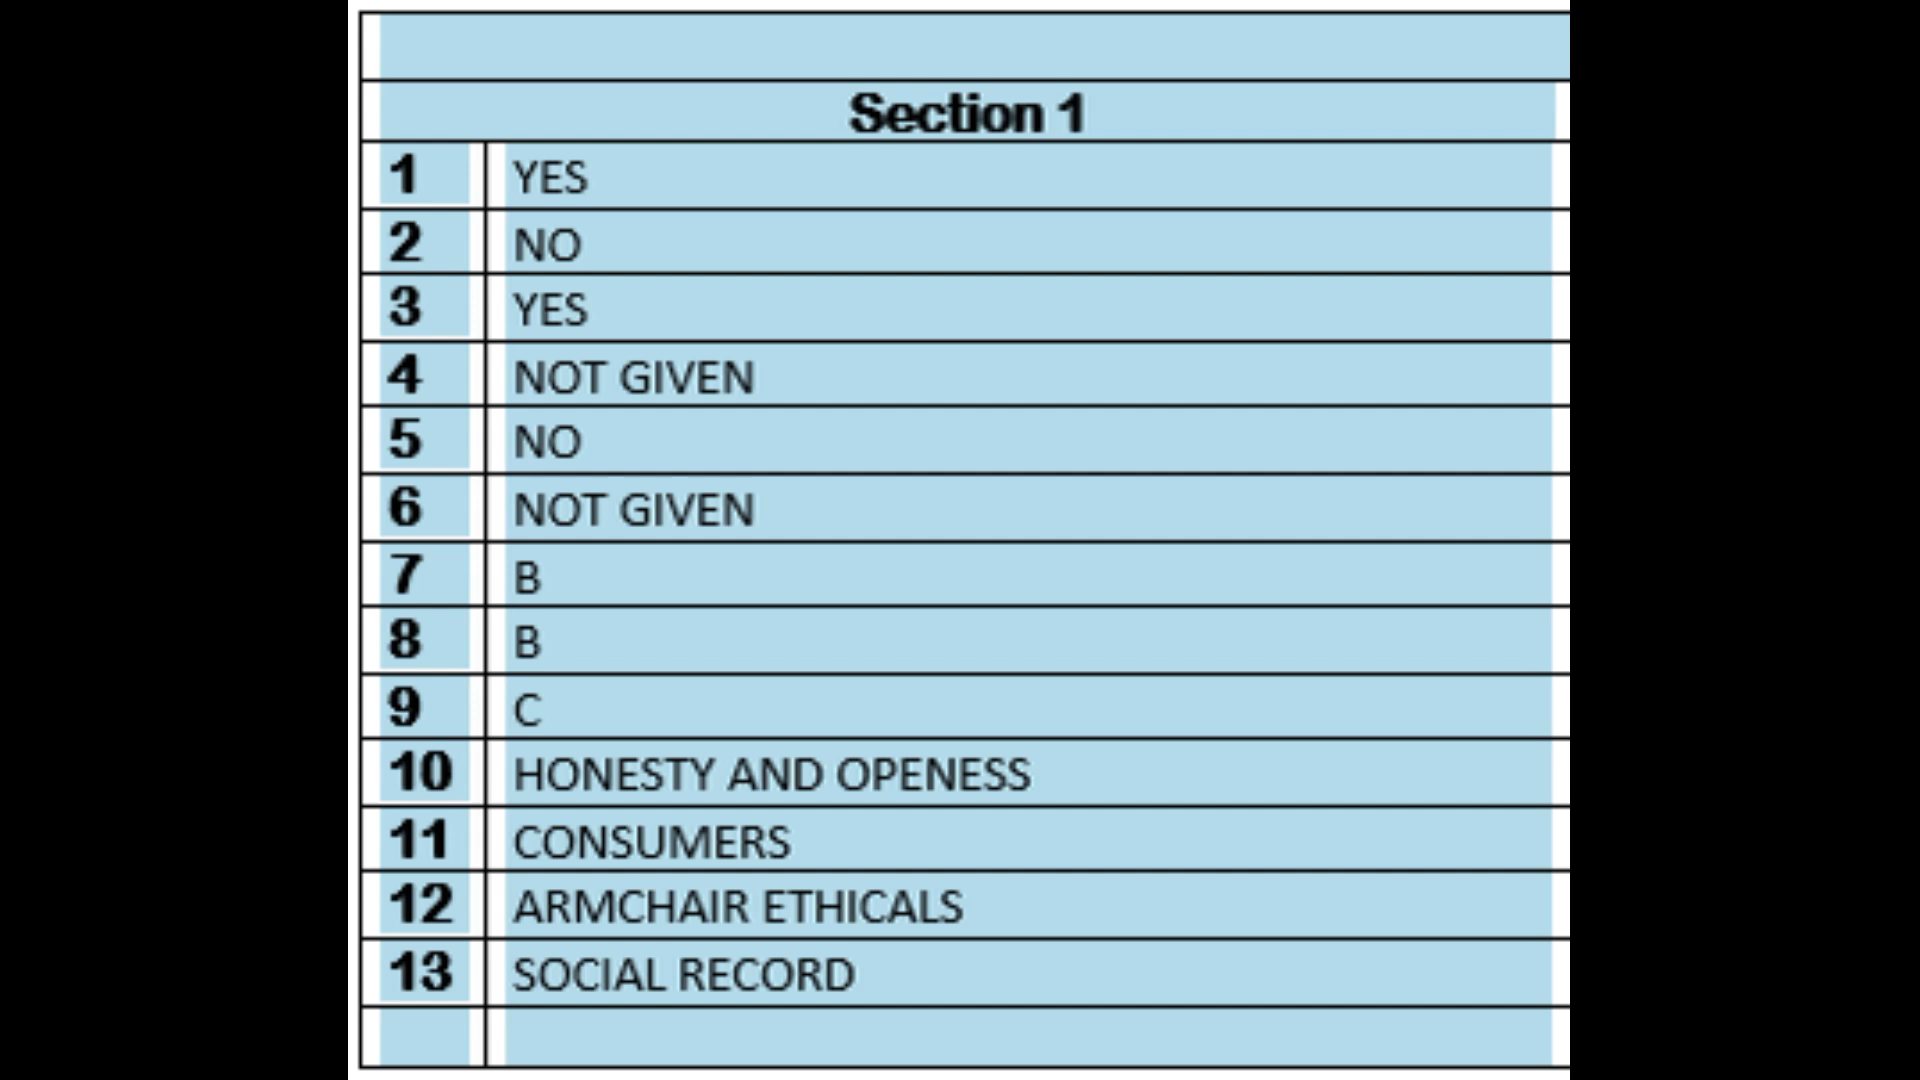 Section 1
1 YES
2 NO
3 YES
4 NOT GIVEN
5 NO
6 NOT GIVEN
7 B
8 B
9 C
10 HONESTY AND OPENESS
11 CONSUMERS
12 ARMCHAIR ETHICALS
13 SOCIAL RECORD